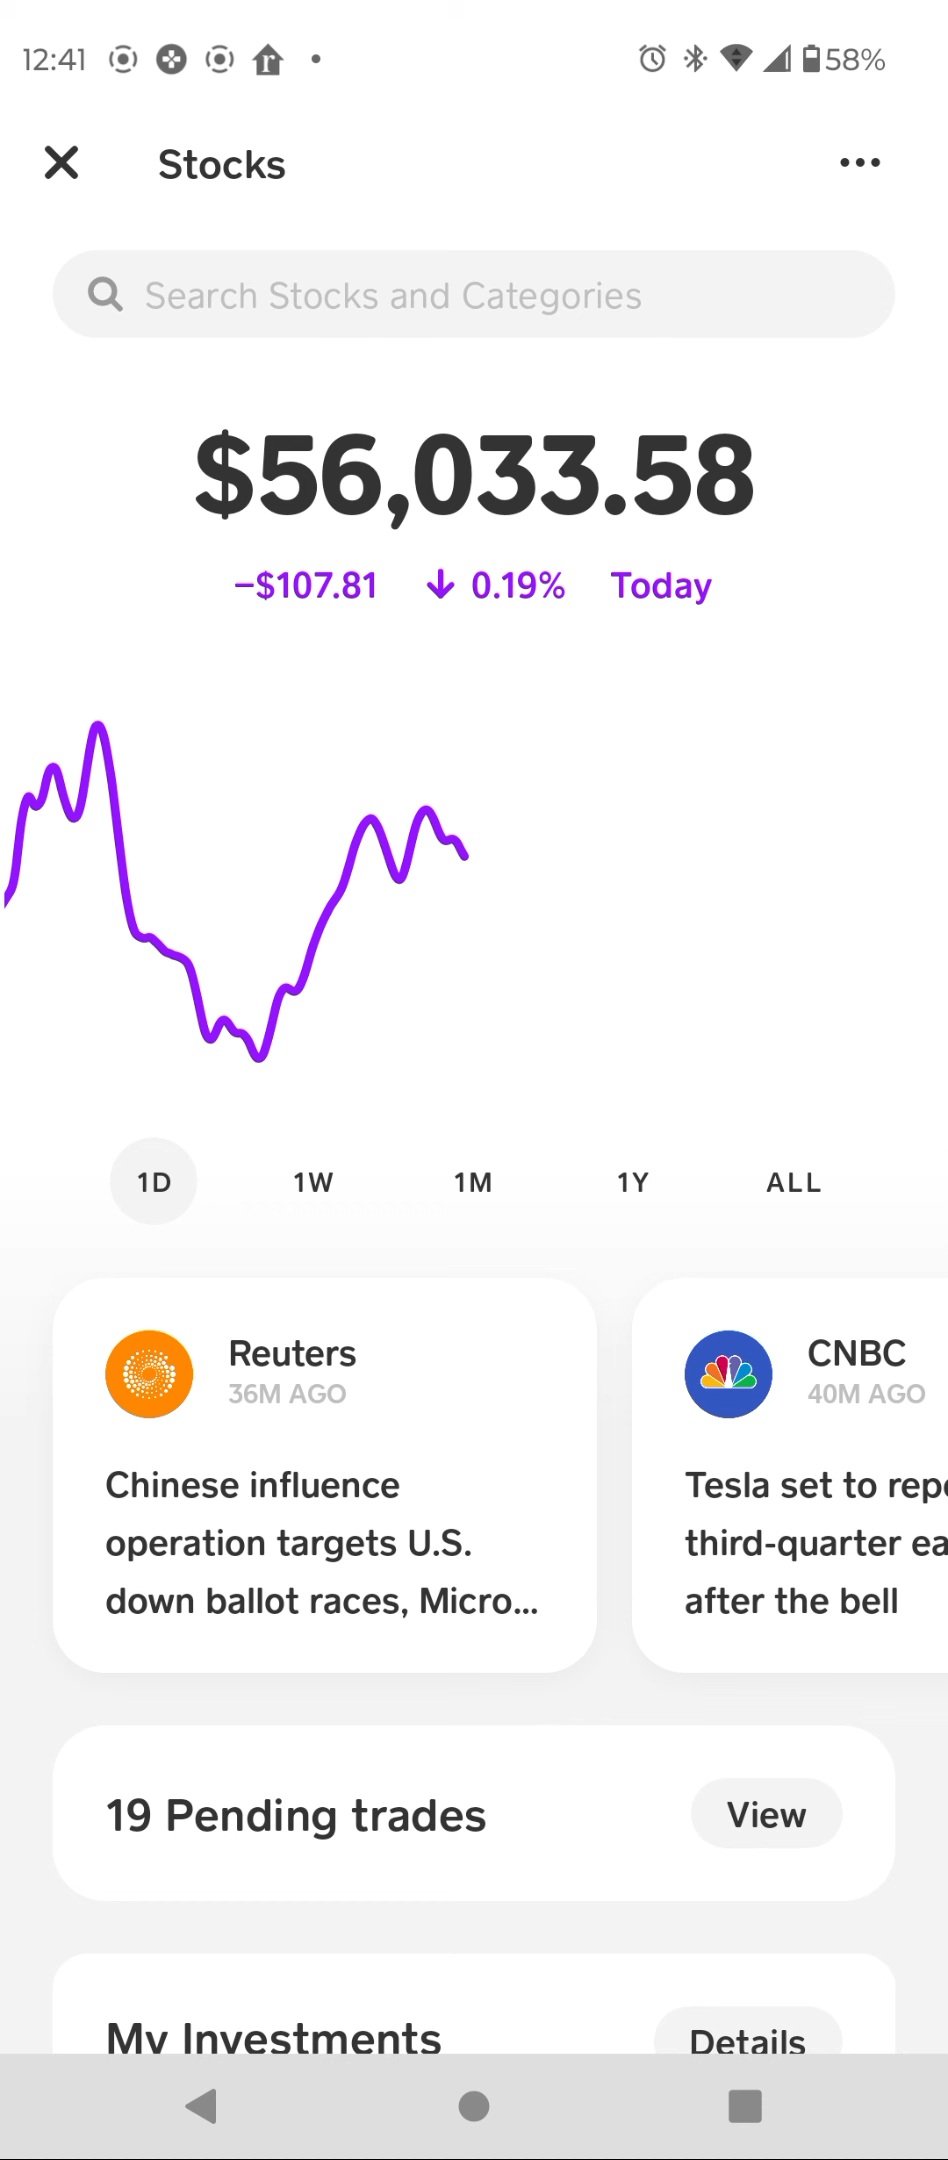 12:41
58%
Stocks
Search Stocks and Categories
$56,033.58
–$107.81 ↓ 0.19% Today
1D 1W 1M 1Y ALL
Reuters
36M AGO
Chinese influence
operation targets U.S.
down ballot races, Micro...
CNBC
40M AGO
Tesla set to repo
third-quarter ea
after the bell
19 Pending trades
View
My Investments
Details